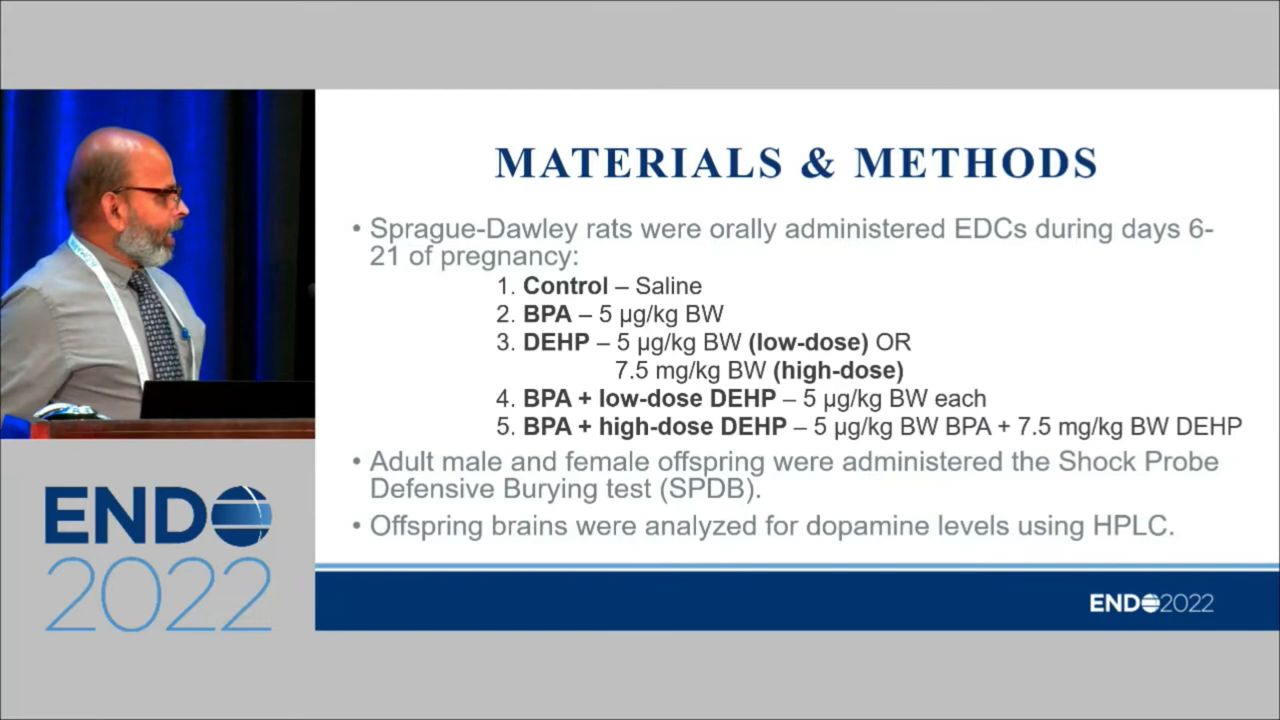 MATERIALS & METHODS
• Sprague-Dawley rats were orally administered EDCs during days 6-
21 of pregnancy:
1. Control – Saline
2. BPA – 5 µg/kg BW
3. DEHP – 5 µg/kg BW (low-dose) OR
7.5 mg/kg BW (high-dose)
4. BPA + low-dose DEHP – 5 µg/kg BW each
5. BPA + high-dose DEHP – 5 µg/kg BW BPA + 7.5 mg/kg BW DEHP
• Adult male and female offspring were administered the Shock Probe
Defensive Burying test (SPDB).
• Offspring brains were analyzed for dopamine levels using HPLC.
ENDO
2022
ENDO2022